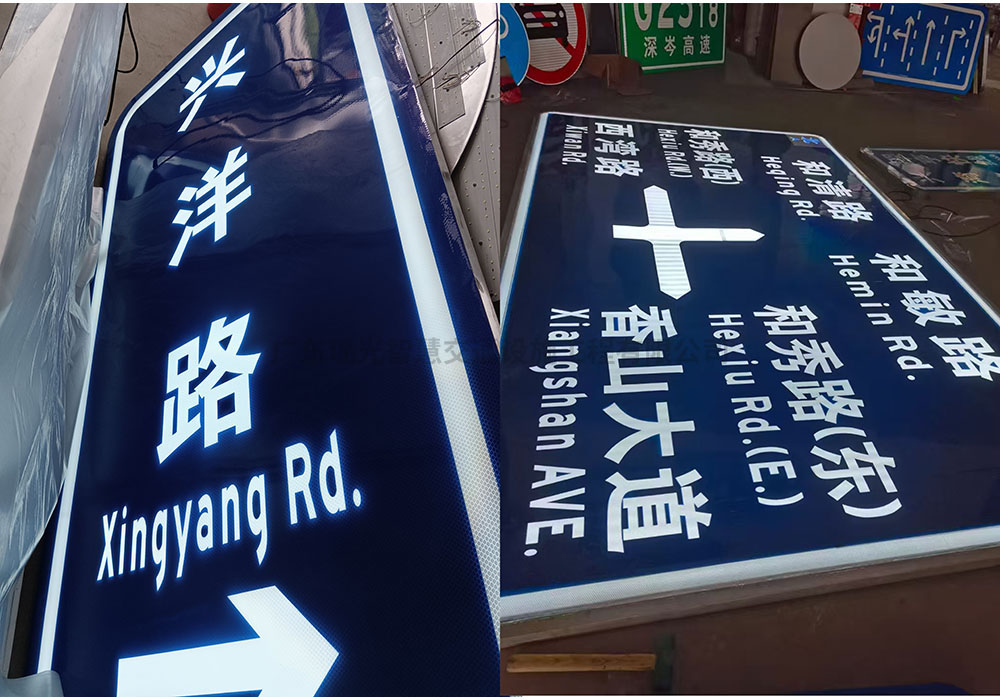 兴洋路
Xingyang Rd.
G2518
深岑高速
北
和清路
Heqing Rd.
和敏路
Hemin Rd.
和秀路(西)
Hexiu Rd.(W.)
和秀路(东)
Hexiu Rd.(E.)
西湾路
Xiwan Rd.
香山大道
Xiangshan AVE.